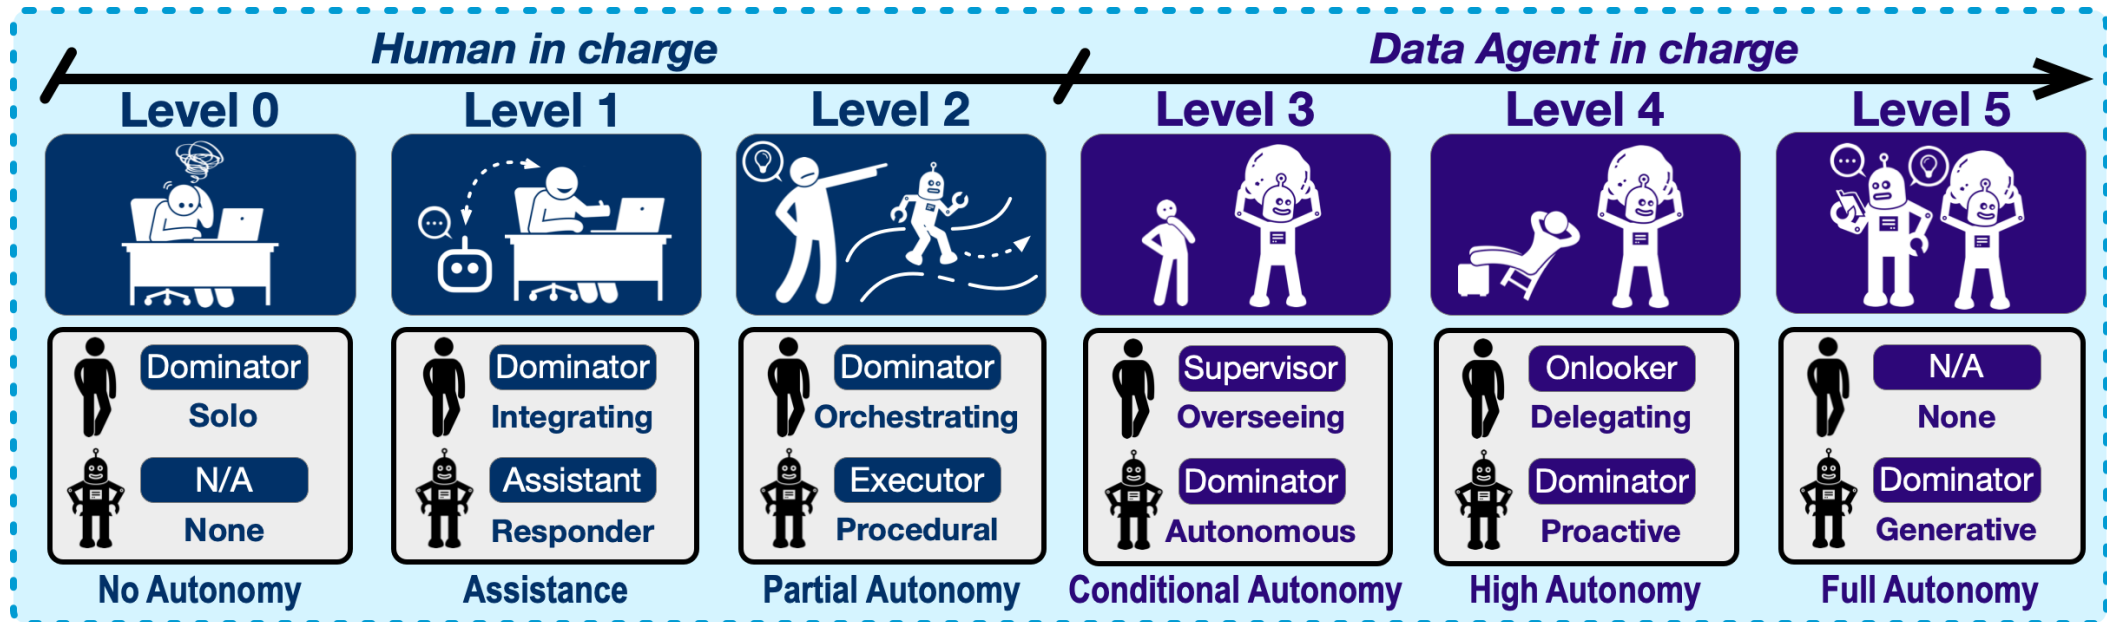 Human in charge
Data Agent in charge
Level 0
Level 1
Level 2
Level 3
Level 4
Level 5
Dominator
Solo
N/A
None
No Autonomy
Dominator
Integrating
Assistant
Responder
Assistance
Dominator
Orchestrating
Executor
Procedural
Partial Autonomy
Supervisor
Overseeing
Dominator
Autonomous
Conditional Autonomy
Onlooker
Delegating
Dominator
Proactive
High Autonomy
N/A
None
Dominator
Generative
Full Autonomy